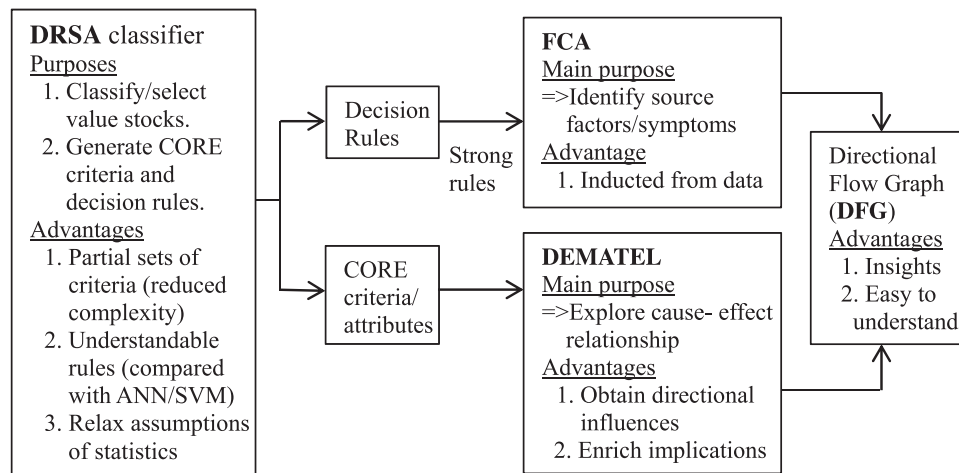 DRSA classifier
Purposes
1. Classify/select
value stocks.
2. Generate CORE
criteria and
decision rules.
Advantages
1. Partial sets of
criteria (reduced
complexity)
2. Understandable
rules (compared
with ANN/SVM)
3. Relax assumptions
of statistics
Decision
Rules
Strong
rules
CORE
criteria/
attributes
FCA
Main purpose
=>Identify source
factors/symptoms
Advantage
1. Inducted from data
DEMATEL
Main purpose
=>Explore cause- effect
relationship
Advantages
1. Obtain directional
influences
2. Enrich implications
Directional
Flow Graph
(DFG)
Advantages
1. Insights
2. Easy to
understand